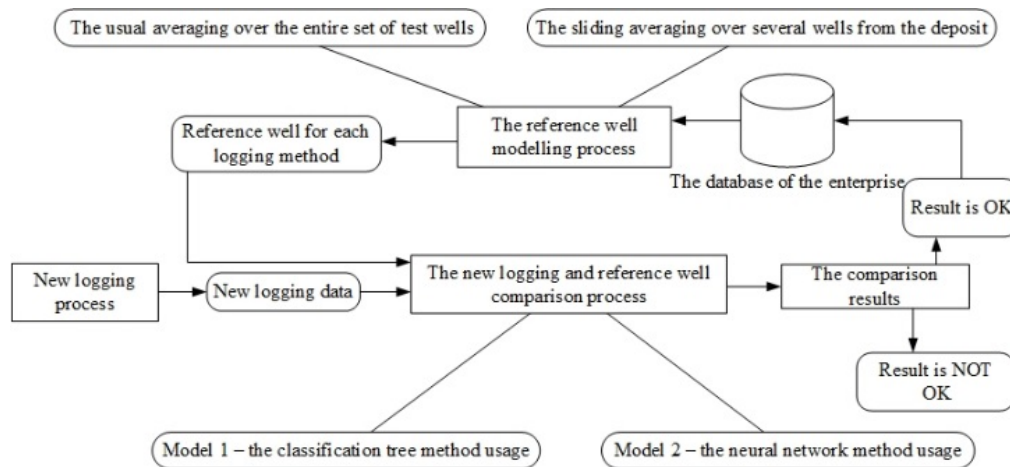 The usual averaging over the entire set of test wells
The sliding averaging over several wells from the deposit
Reference well for each
logging method
The reference well
modelling process
The database of the enterprise
Result is OK
New logging
process
New logging data
The new logging and reference well
comparison process
The comparison
results
Result is NOT
OK
Model 1 – the classification tree method usage
Model 2 – the neural network method usage